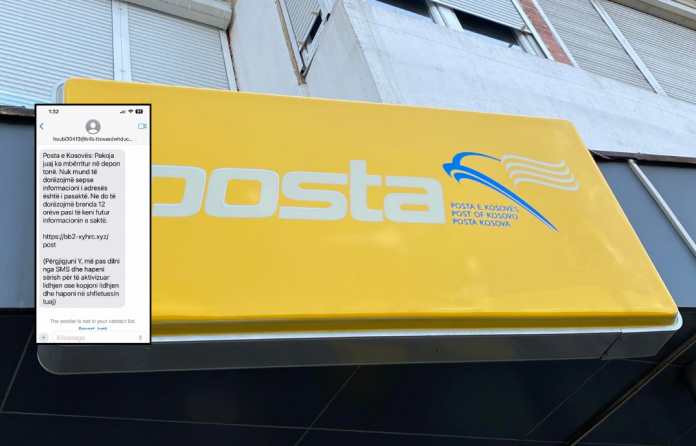 1:32
Posta e Kosovës: Pakoja
juaj ka mbërritur në depon
tonë. Nuk mund të
dorëzojmë sepse
informacioni i adresës
është i pasaktë. Ne do të
dorëzojmë brenda 12
orëve pasi të keni futur
informacionin e saktë.
https://bb2-xyhrc.xyz/
post
(Përgjigjuni Y, më pas dilni
nga SMS dhe hapeni
sërish për të aktivizuar
lidhjen ose kopjoni lidhjen
dhe hapeni në shfletuesin
tuaj)
The sender is not in your contact list.
Report Junk
iMessage
posta
POSTA E KOSOVËS
POST OF KOSOVO
POSTA KOSOVA